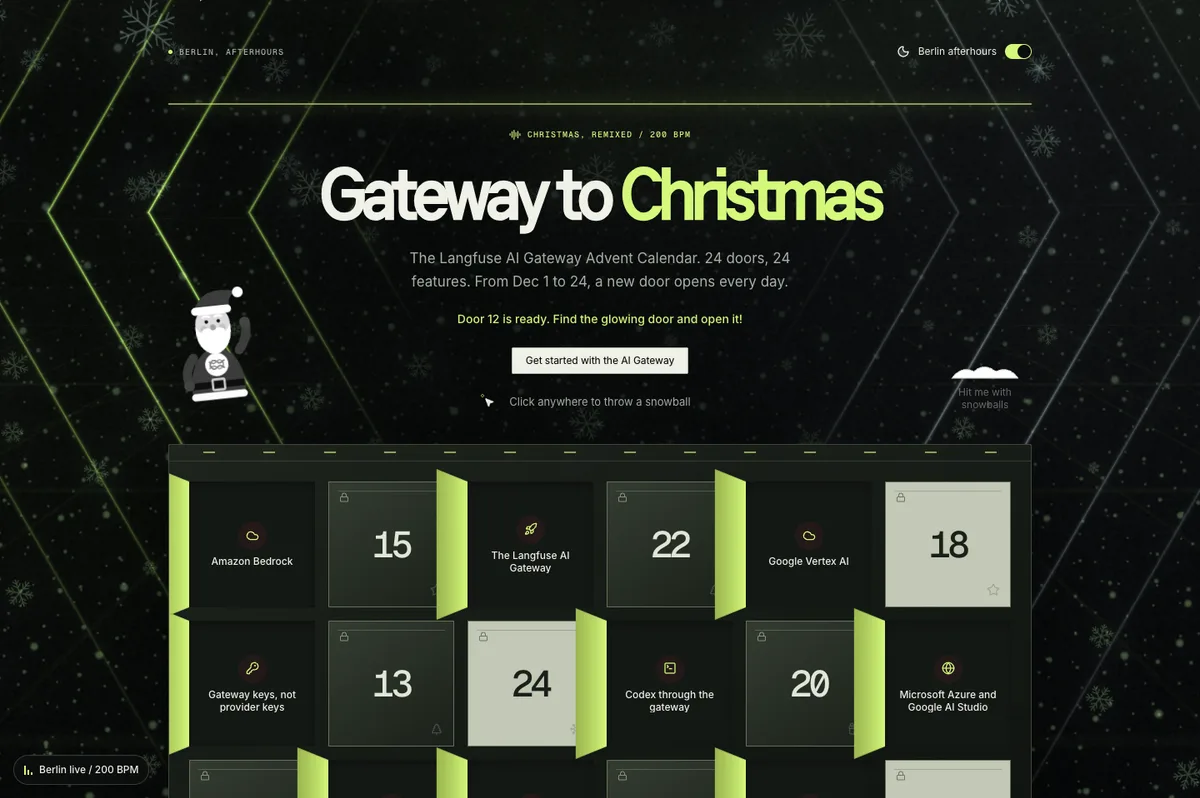 BERLIN, AFTERHOURS
Berlin afterhours
CHRISTMAS, REMIXED / 200 BPM
Gateway to Christmas
The Langfuse AI Gateway Advent Calendar. 24 doors, 24
features. From Dec 1 to 24, a new door opens every day.
Door 12 is ready. Find the glowing door and open it!
Get started with the AI Gateway
Click anywhere to throw a snowball
Hit me with
snowballs
Amazon Bedrock
15
The Langfuse AI
Gateway
22
Google Vertex AI
18
Gateway keys, not
provider keys
13
24
Codex through the
gateway
20
Microsoft Azure and
Google AI Studio
Berlin live / 200 BPM